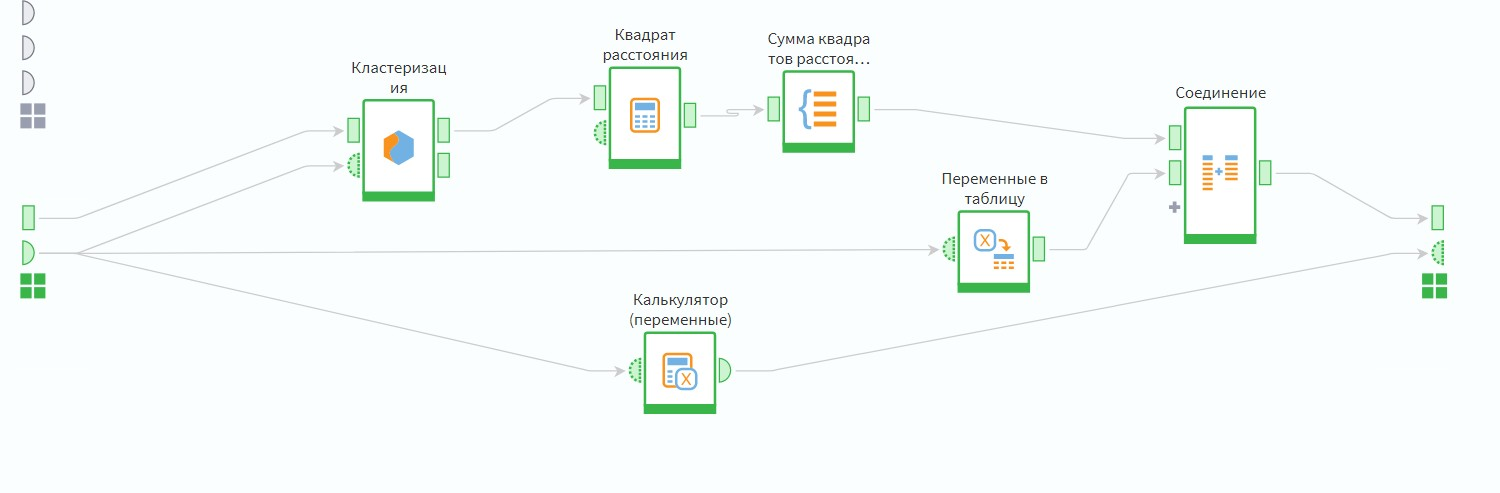 Квадрат
расстояния
Сумма квадра
тов расстоя...
Кластеризац
ия
Соединение
Переменные в
таблицу
Калькулятор
(переменные)